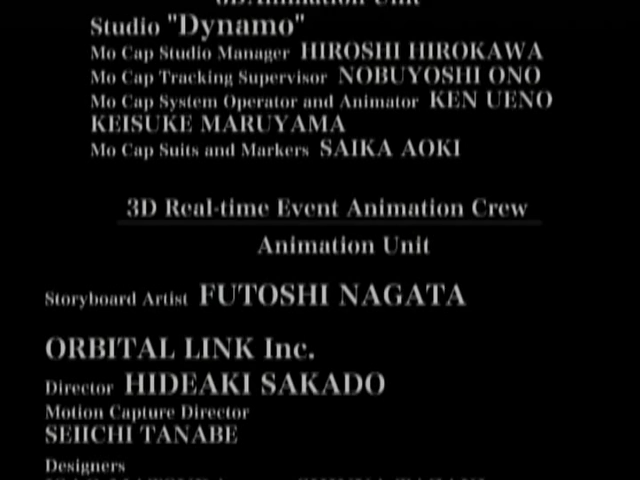 3DAnimation Unit
Studio "Dynamo"
Mo Cap Studio Manager HIROSHI HIROKAWA
Mo Cap Tracking Supervisor NOBUYOSHI ONO
Mo Cap System Operator and Animator KEN UENO
KEISUKE MARUYAMA
Mo Cap Suits and Markers SAIKA AOKI
3D Real-time Event Animation Crew
Animation Unit
Storyboard Artist FUTOSHI NAGATA
ORBITAL LINK Inc.
Director HIDEAKI SAKADO
Motion Capture Director
SEIICHI TANABE
Designers